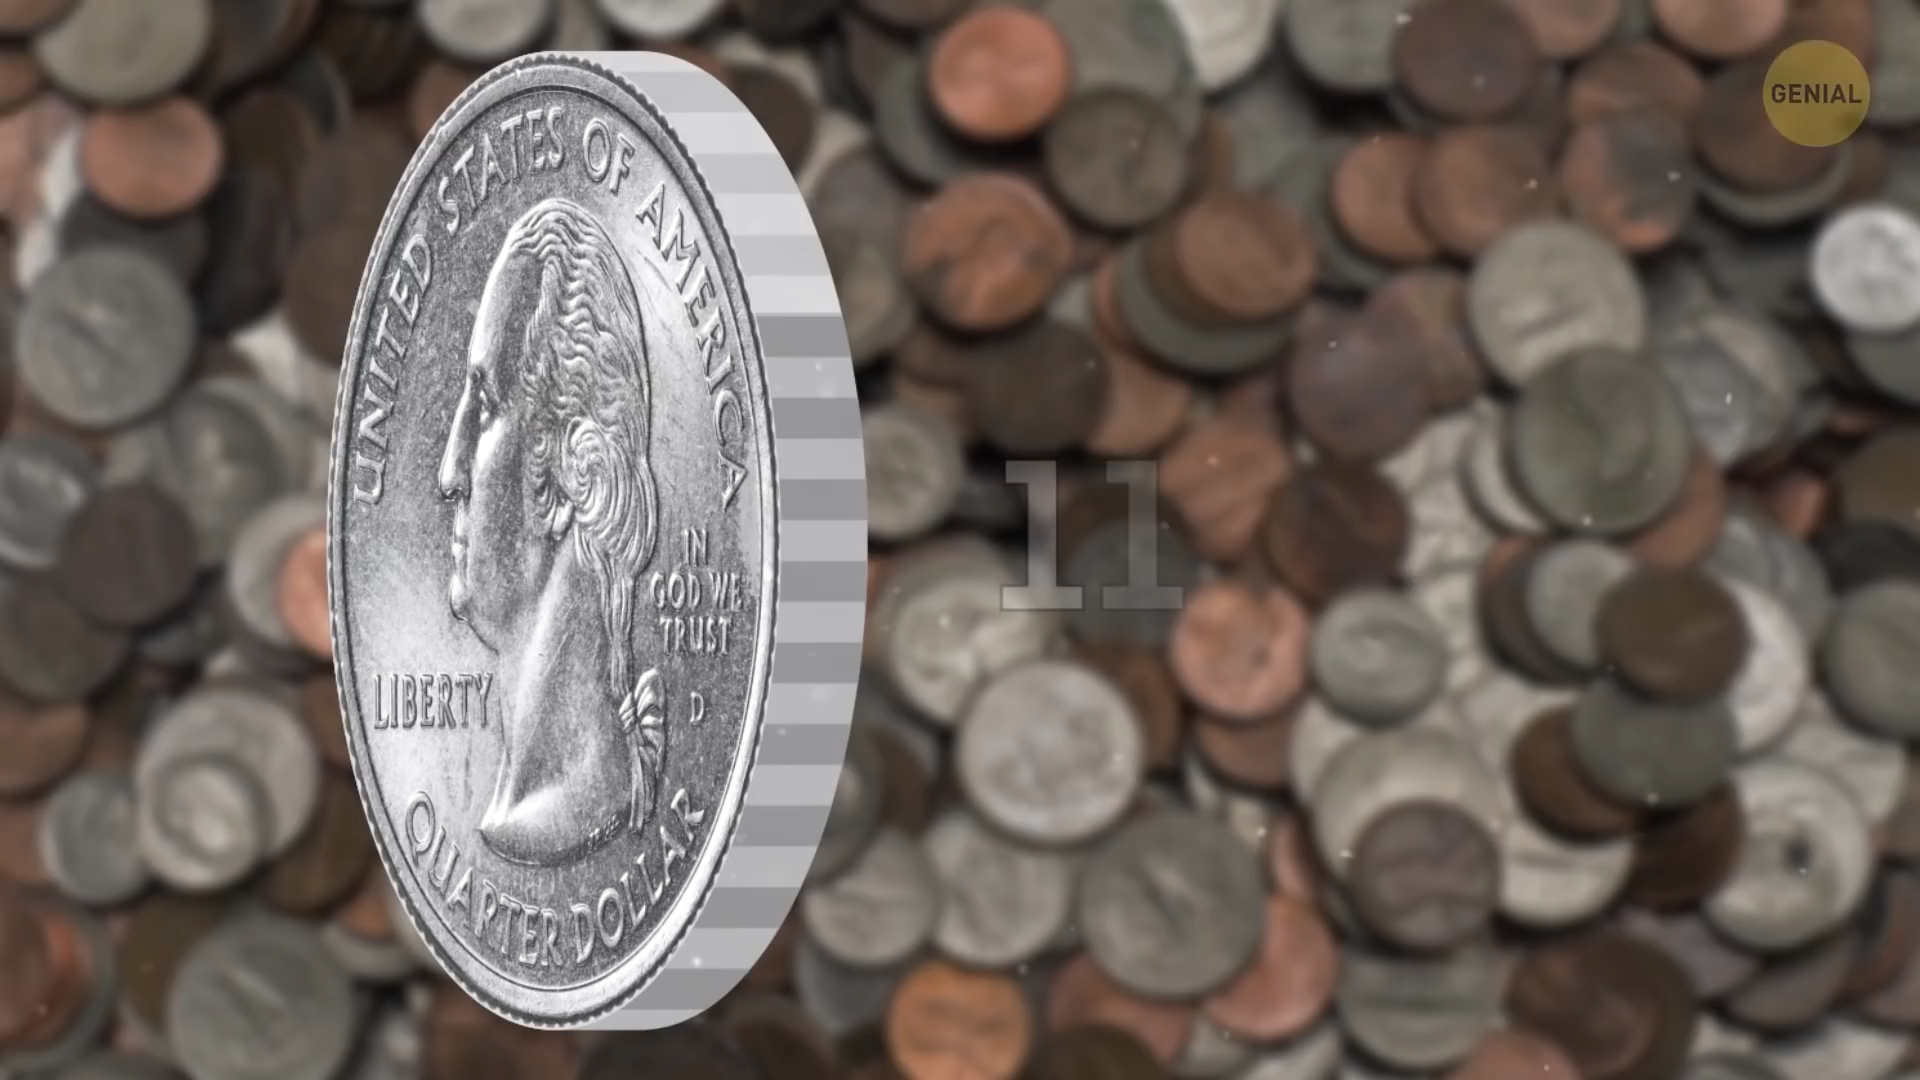 GENIAL
UNITED STATES OF AMERICA
IN
GOD WE
TRUST
LIBERTY
D
QUARTER DOLLAR
11